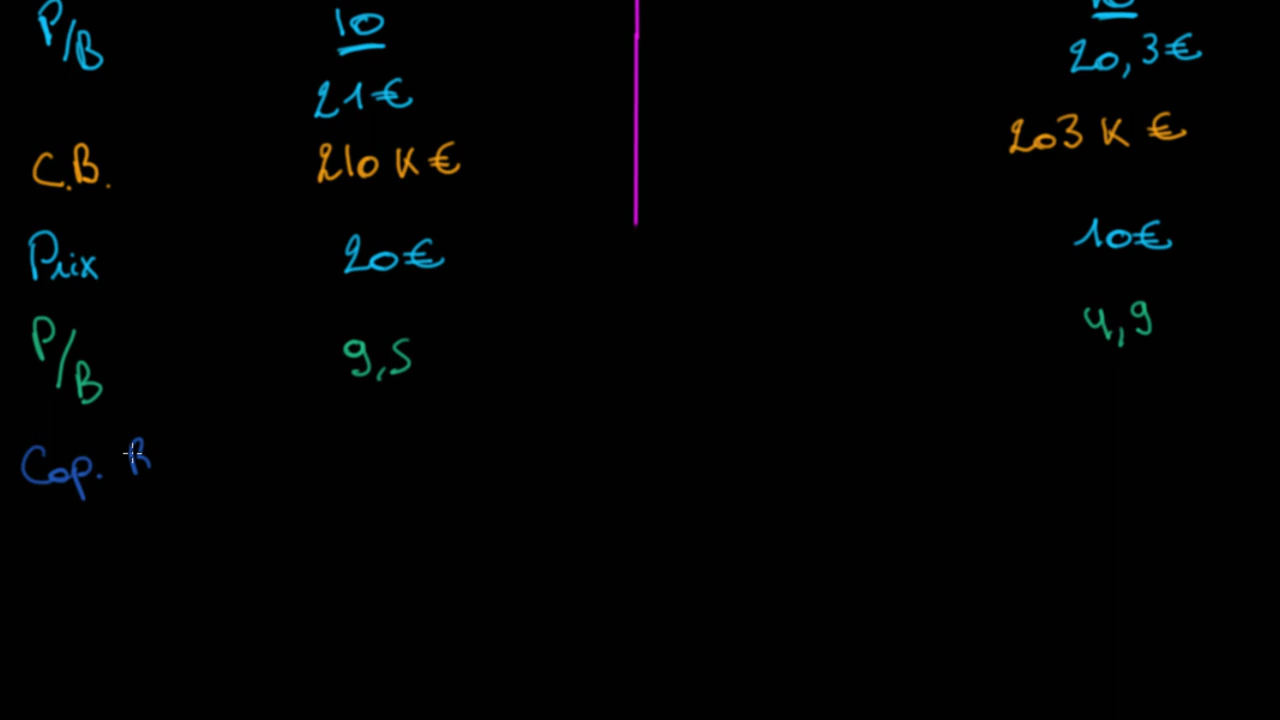 P/B 10
21€ 20,3€
C.B. 210 K € 203 K €
Prix 20€ 10€
P/B 9,5 4,9
Cap.